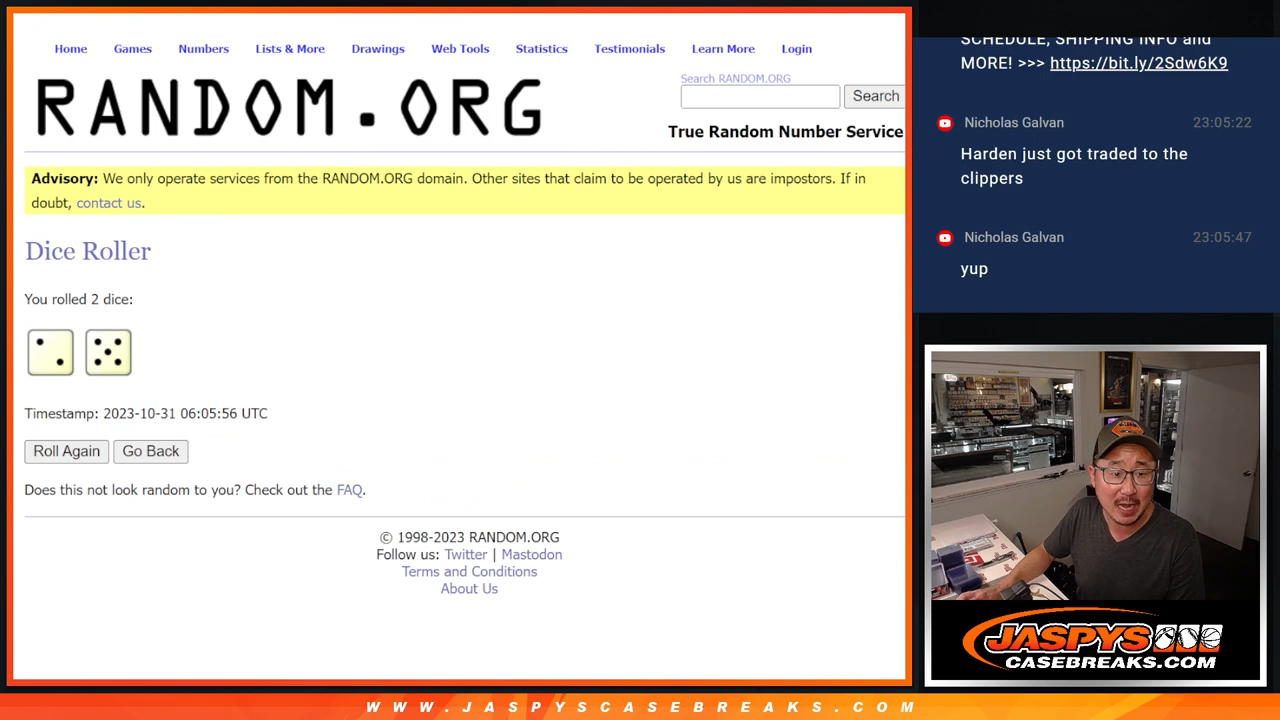 Home Games Numbers Lists & More Drawings Web Tools Statistics Testimonials Learn More Login
RANDOM.ORG
Search RANDOM.ORG
Search
True Random Number Service
Advisory: We only operate services from the RANDOM.ORG domain. Other sites that claim to be operated by us are impostors. If in
doubt, contact us.
Dice Roller
You rolled 2 dice:
Timestamp: 2023-10-31 06:05:56 UTC
Roll Again Go Back
Does this not look random to you? Check out the FAQ.
© 1998-2023 RANDOM.ORG
Follow us: Twitter | Mastodon
Terms and Conditions
About Us
SCHEDULE, SHIPPING INFO and
MORE! >>> https://bit.ly/2Sdw6K9
Nicholas Galvan 23:05:22
Harden just got traded to the
clippers
Nicholas Galvan 23:05:47
yup
JASPYS
CASEBREAKS.COM
WWW.JASPYSCASEBREAKS.COM